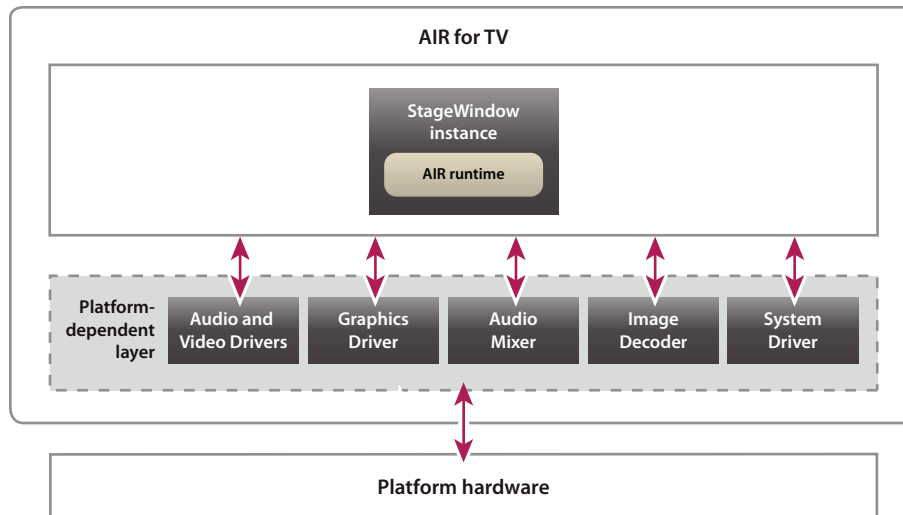 AIR for TV
StageWindow
instance
AIR runtime
Platform-
dependent
layer
Audio and
Video Drivers
Graphics
Driver
Audio
Mixer
Image
Decoder
System
Driver
Platform hardware